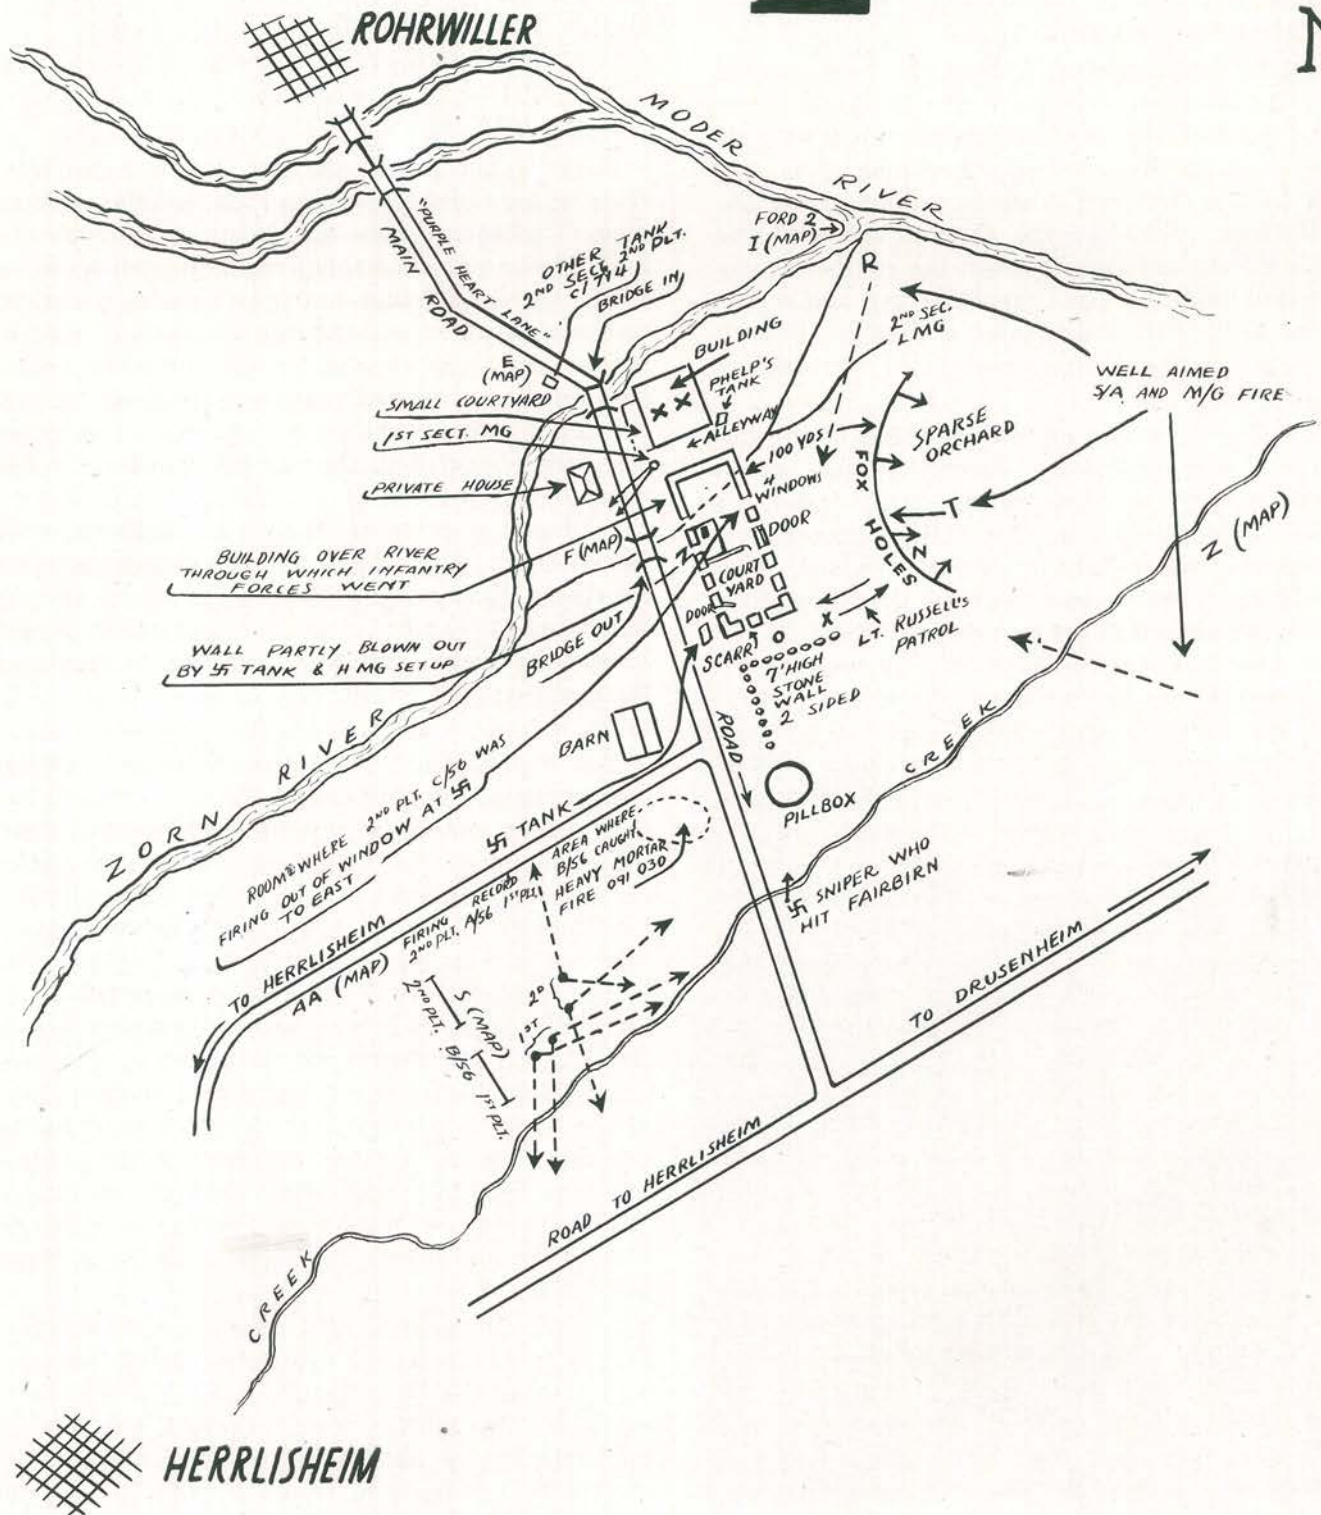 ROHRWILLER
MODER RIVER
"PURPLE HEART LANE"
MAIN ROAD
OTHER TANK
2ND SECT. 2ND PLT.
C/714
BRIDGE IN
FORD 2
I (MAP)
R
2ND SEC.
LMG
WELL AIMED
S/A AND M/G FIRE
E
(MAP)
BUILDING
X X
PHELP'S
TANK
ALLEYWAY
SMALL COURTYARD
1ST SECT. MG
PRIVATE HOUSE
100 YDS
SPARSE
ORCHARD
FOX HOLES
4
WINDOWS
DOOR
T
N
Z (MAP)
BUILDING OVER RIVER
THROUGH WHICH INFANTRY
FORCES WENT
F (MAP)
N
COURT
YARD
DOOR
WALL PARTLY BLOWN OUT
BY 卐 TANK & H MG SET UP
BRIDGE OUT
SCARR
O
X
LT. RUSSELL'S
PATROL
7' HIGH
STONE
WALL
2 SIDED
ZORN RIVER
BARN
ROAD
CREEK
PILLBOX
ROOM WHERE 2ND PLT. C/56 WAS
FIRING OUT OF WINDOW AT 卐
TO EAST
卐 TANK
AREA WHERE
B/56 CAUGHT
HEAVY MORTAR
FIRE 091 030
FIRING RECORD
2ND PLT. A/56 1ST PLT.
卐 SNIPER WHO
HIT FAIRBIRN
TO HERRLISHEIM
AA (MAP)
S (MAP)
2ND PLT. B/56 1ST PLT.
2D
1ST
TO DRUSENHEIM
ROAD TO HERRLISHEIM
CREEK
HERRLISHEIM